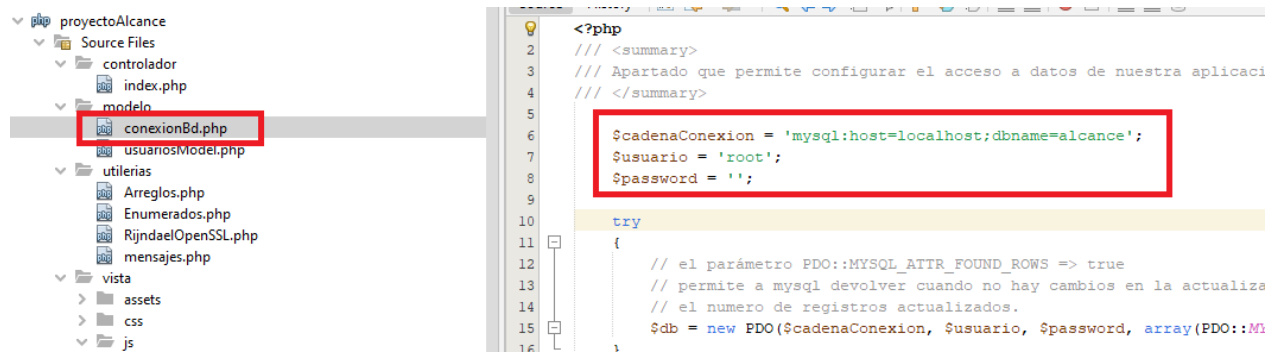 proyectoAlcance
Source Files
controlador
index.php
modelo
conexionBd.php
usuariosModel.php
utilerias
Arreglos.php
Enumerados.php
RijndaelOpenSSL.php
mensajes.php
vista
assets
css
js
<?php
2 /// <summary>
3 /// Apartado que permite configurar el acceso a datos de nuestra aplicaci
4 /// </summary>
5
6 $cadenaConexion = 'mysql:host=localhost;dbname=alcance';
7 $usuario = 'root';
8 $password = '';
9
10 try
11 {
12 // el parámetro PDO::MYSQL_ATTR_FOUND_ROWS => true
13 // permite a mysql devolver cuando no hay cambios en la actualiza
14 // el numero de registros actualizados.
15 $db = new PDO($cadenaConexion, $usuario, $password, array(PDO::MY
16 }